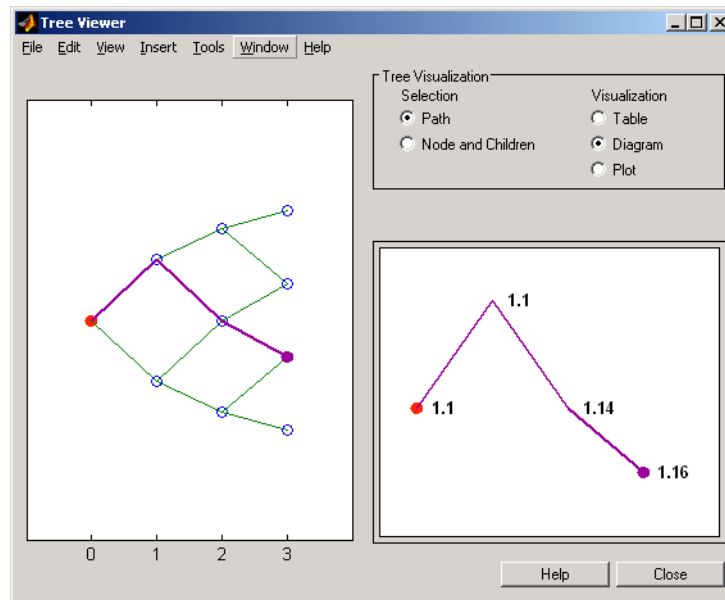 Tree Viewer
File Edit View Insert Tools Window Help
Tree Visualization
Selection
Visualization
Path
Table
Node and Children
Diagram
Plot
1.1
1.1
1.14
1.16
0 1 2 3
Help
Close